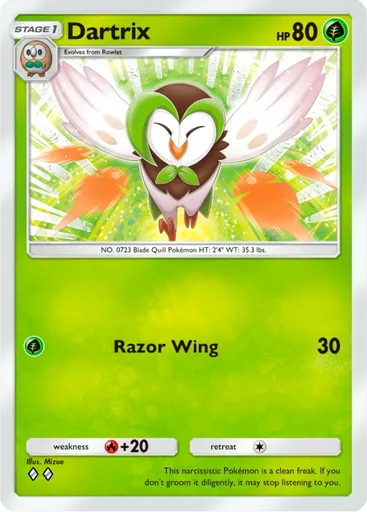 STAGE 1
Dartrix
HP 80
Evolves from Rowlet
NO. 0723 Blade Quill Pokémon HT: 2'4" WT: 35.3 lbs.
Razor Wing 30
weakness +20 retreat
Illus. Mizue
This narcissistic Pokémon is a clean freak. If you
don't groom it diligently, it may stop listening to you.